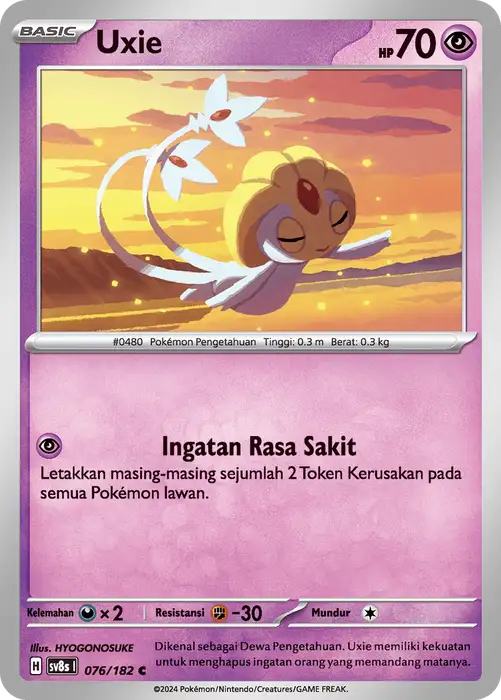 BASIC
Uxie
HP 70
#0480 Pokémon Pengetahuan Tinggi: 0.3 m Berat: 0.3 kg
Ingatan Rasa Sakit
Letakkan masing-masing sejumlah 2 Token Kerusakan pada
semua Pokémon lawan.
Kelemahan ×2 Resistansi -30 Mundur
Illus. HYOGONOSUKE
H sv8s I 076/182 C
Dikenal sebagai Dewa Pengetahuan. Uxie memiliki kekuatan
untuk menghapus ingatan orang yang memandang matanya.
©2024 Pokémon/Nintendo/Creatures/GAME FREAK.